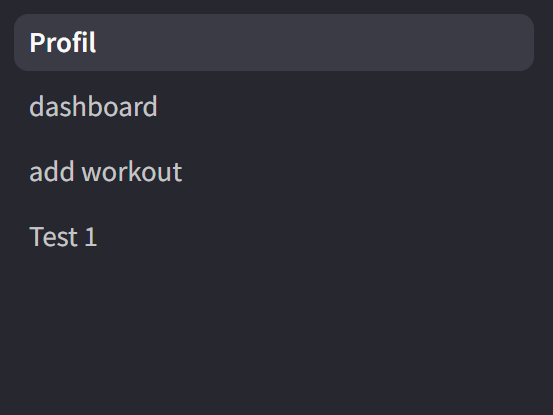 Profil
dashboard
add workout
Test 1